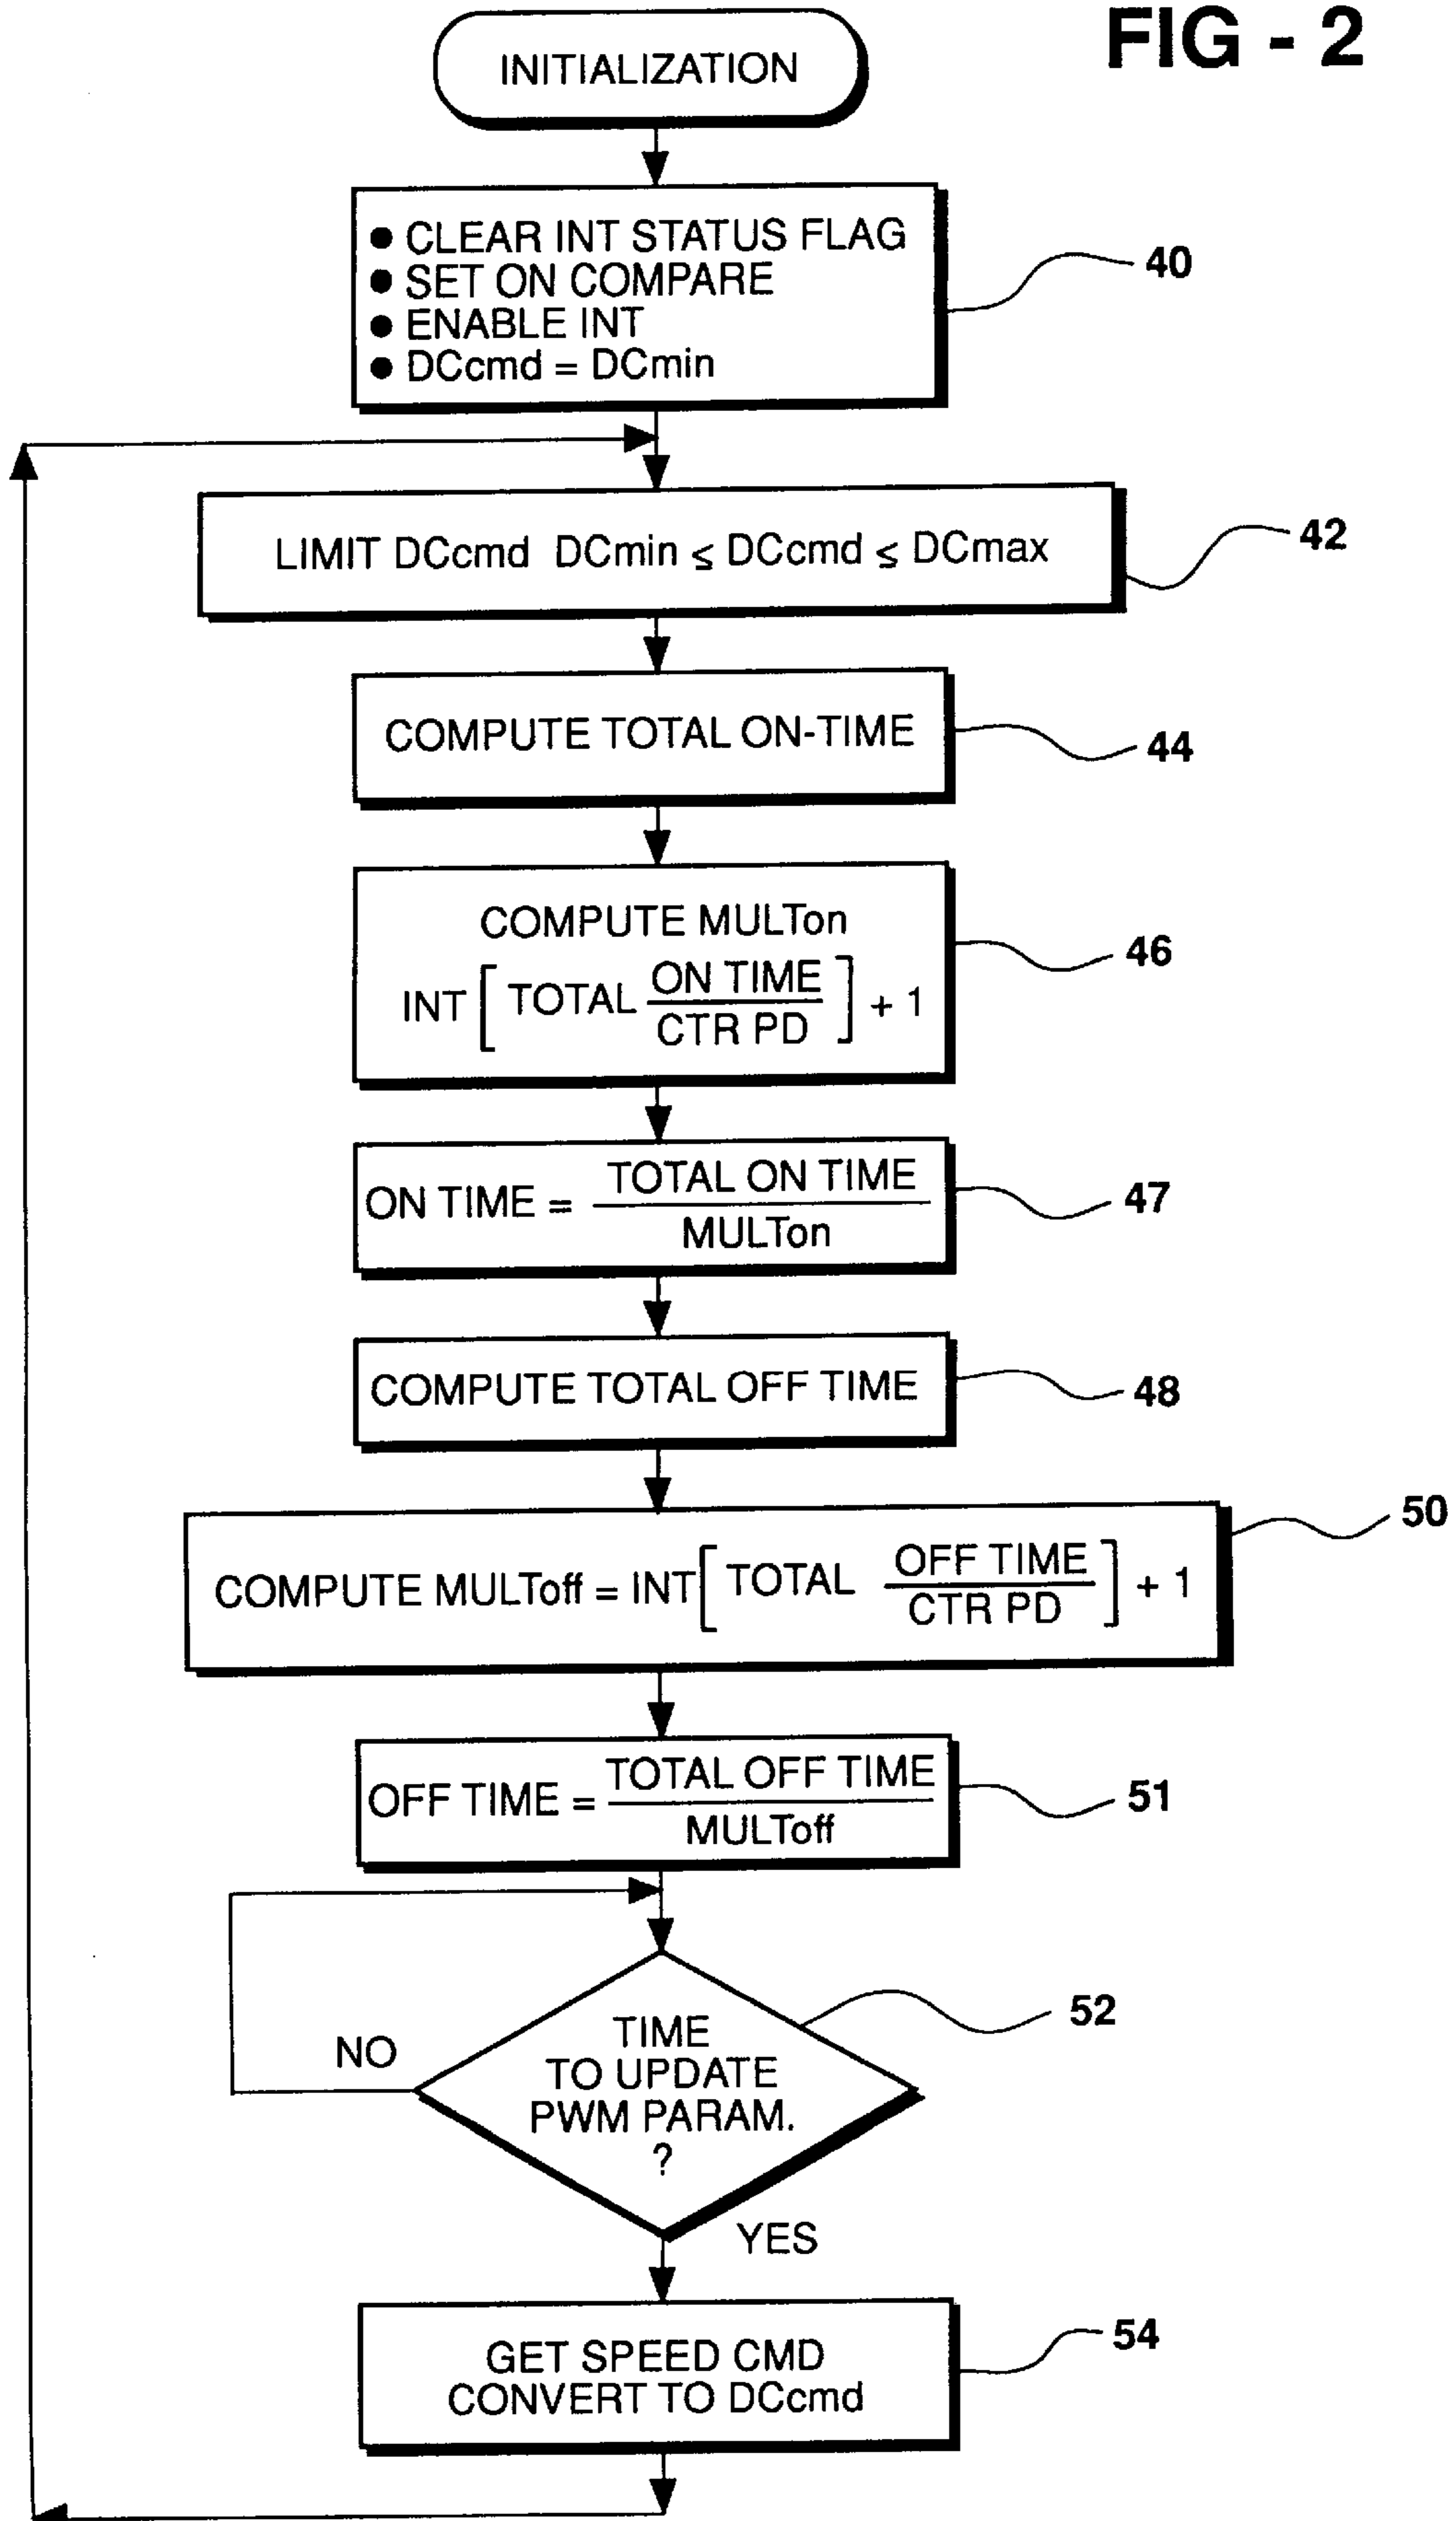 FIG - 2
INITIALIZATION
● CLEAR INT STATUS FLAG
● SET ON COMPARE
● ENABLE INT
● DCcmd = DCmin
40
LIMIT DCcmd DCmin ≤ DCcmd ≤ DCmax
42
COMPUTE TOTAL ON-TIME
44
COMPUTE MULTon
INT [ TOTAL ON TIME / CTR PD ] + 1
46
ON TIME = TOTAL ON TIME / MULTon
47
COMPUTE TOTAL OFF TIME
48
COMPUTE MULToff = INT [ TOTAL OFF TIME / CTR PD ] + 1
50
OFF TIME = TOTAL OFF TIME / MULToff
51
TIME
TO UPDATE
PWM PARAM.
?
52
NO
YES
GET SPEED CMD
CONVERT TO DCcmd
54